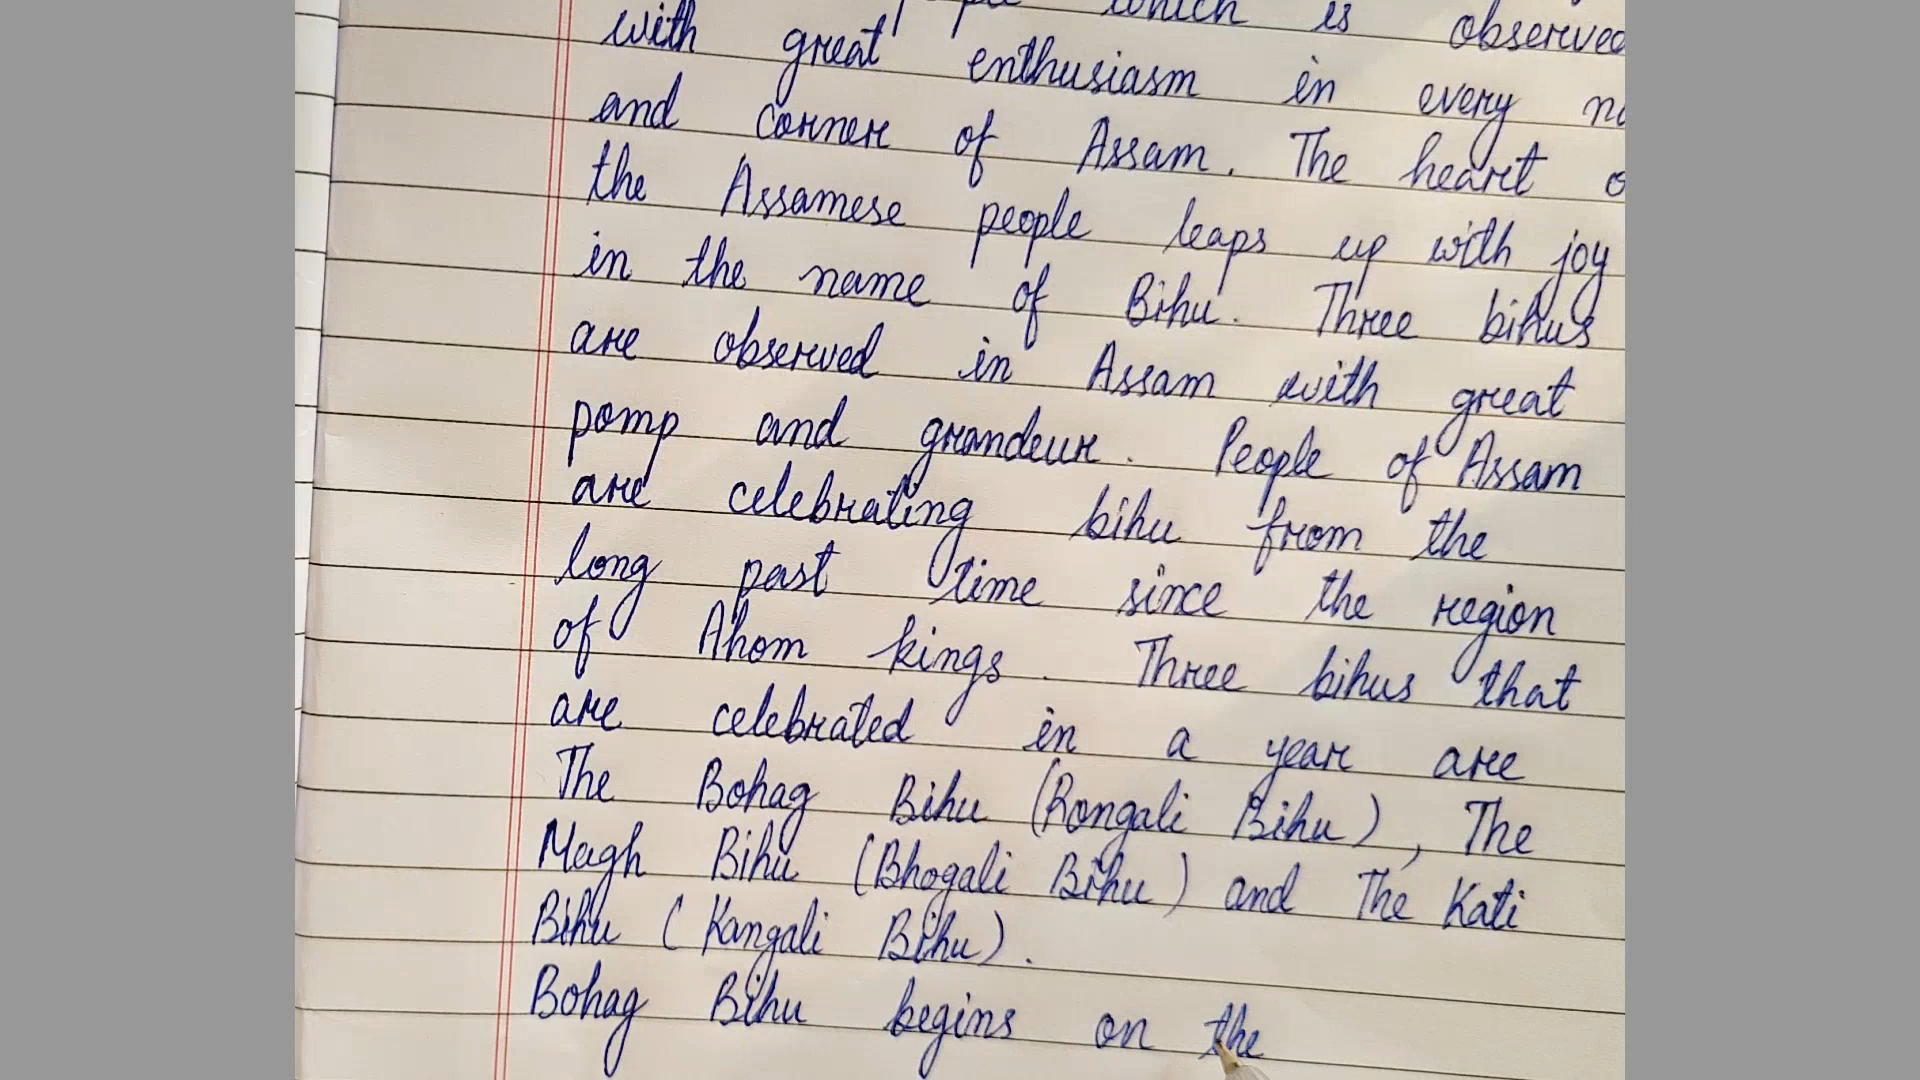 which is observed
with great enthusiasm in every
and corner of Assam. The heart
the Assamese people leaps up with joy
in the name of Bihu. Three bihus
are observed in Assam with great
pomp and grandeur. People of Assam
are celebrating bihu from the
long past time since the region
of Ahom kings. Three bihus that
are celebrated in a year are
The Bohag Bihu (Rongali Bihu), The
Magh Bihu (Bhogali Bihu) and The Kati
Bihu (Kangali Bihu).
Bohag Bihu begins on the